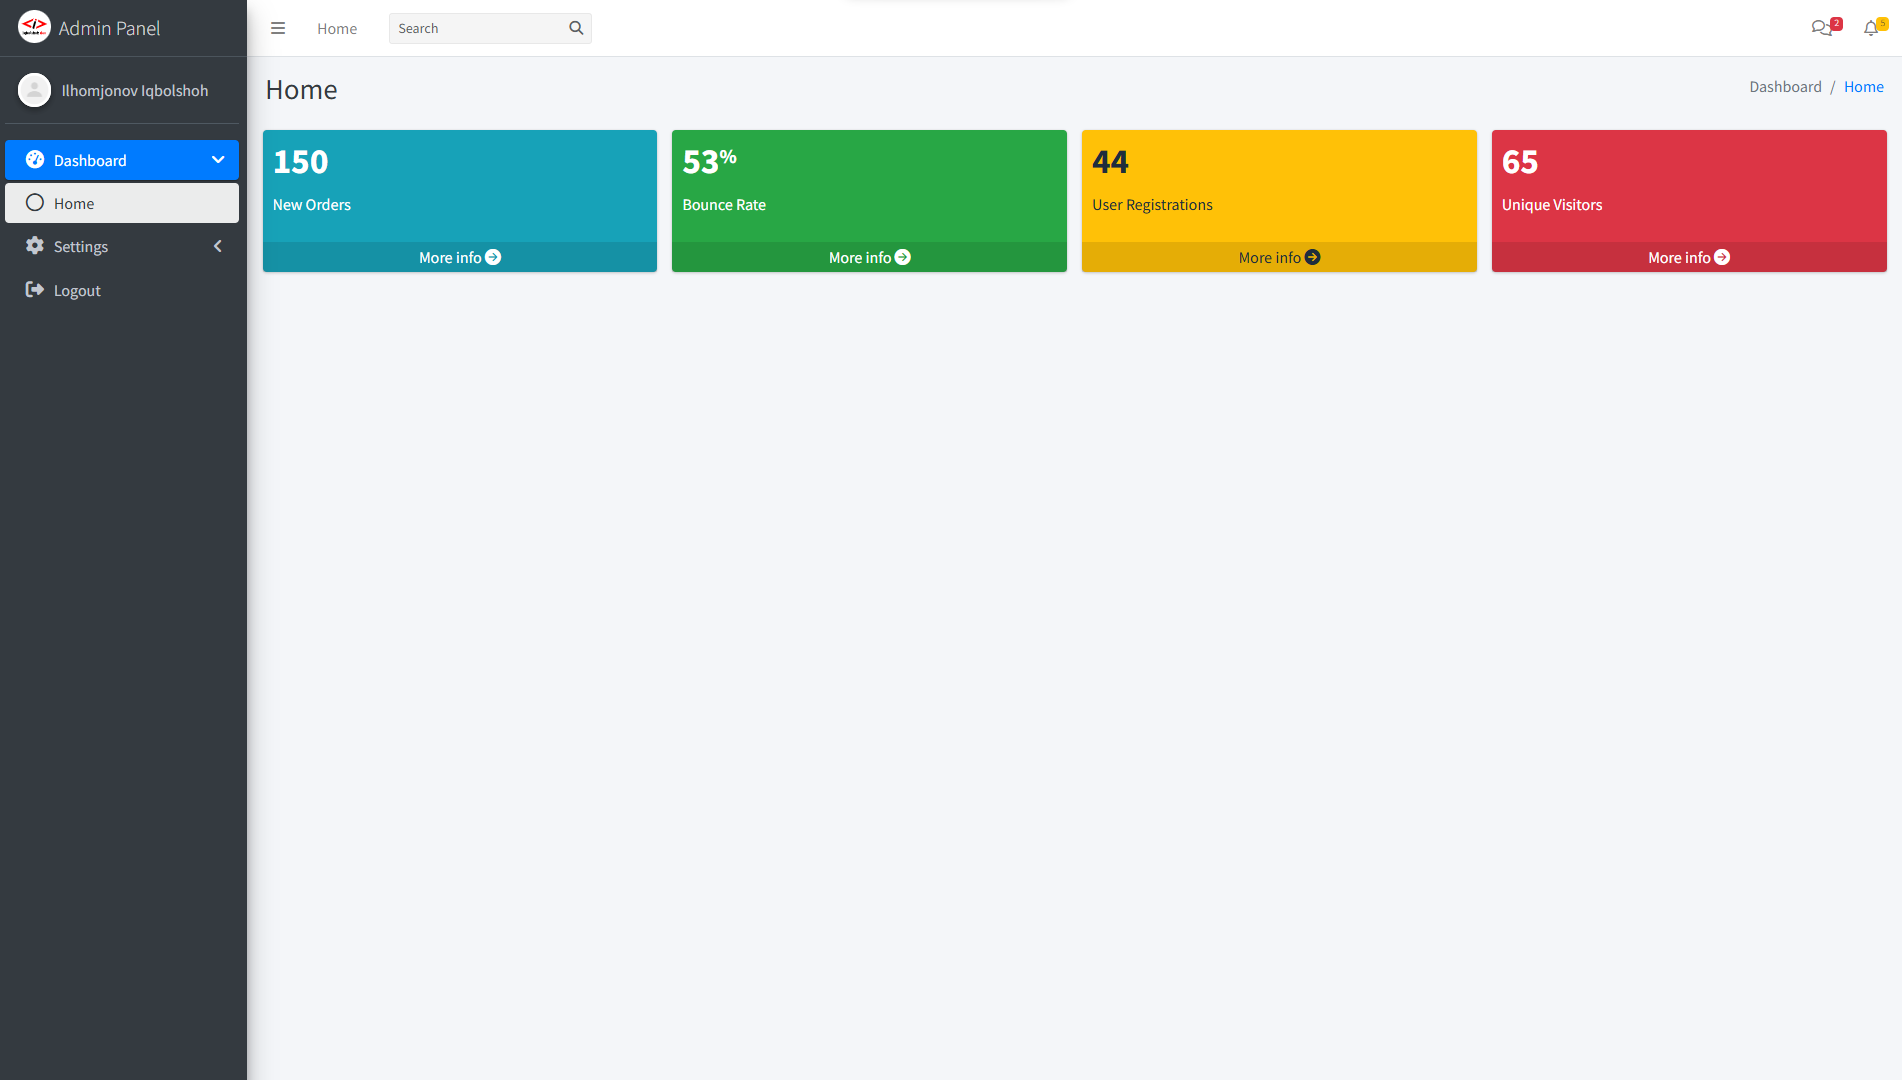 Admin Panel
Home
Search
2
5
Ilhomjonov Iqbolshoh
Home
Dashboard / Home
Dashboard
Home
Settings
Logout
150
New Orders
More info
53%
Bounce Rate
More info
44
User Registrations
More info
65
Unique Visitors
More info